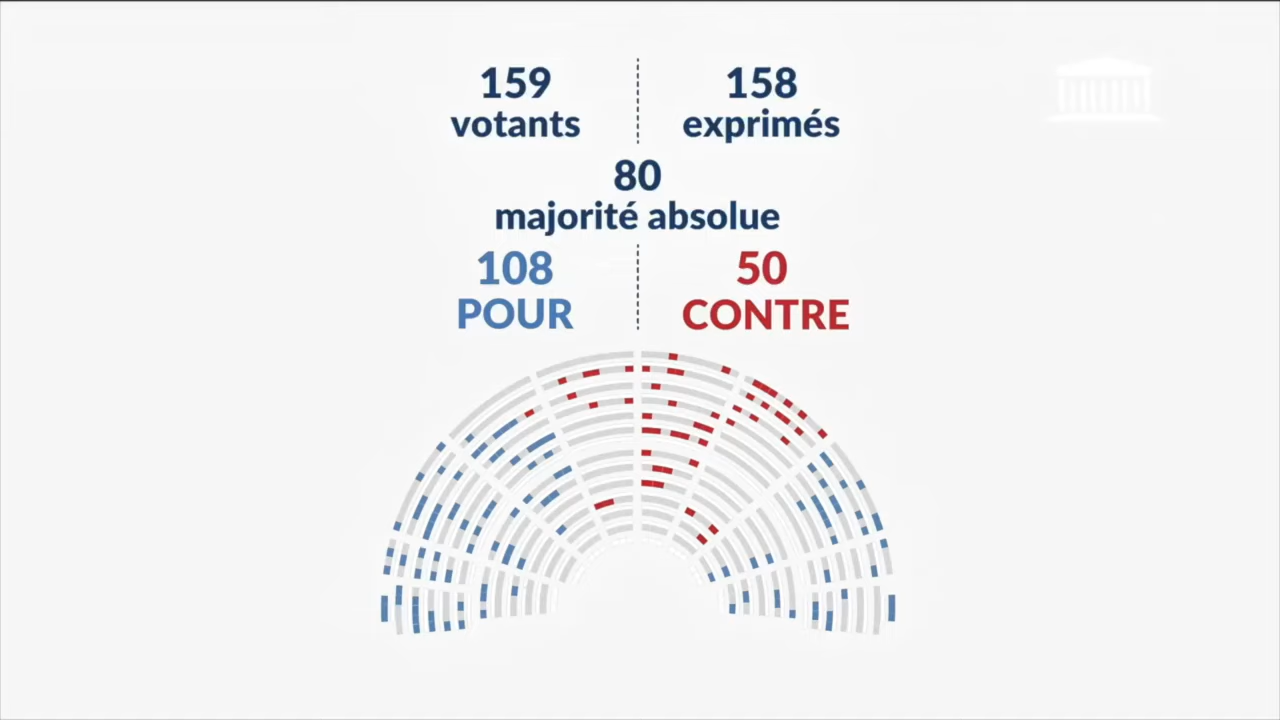 159
votants
158
exprimés
80
majorité absolue
108
POUR
50
CONTRE